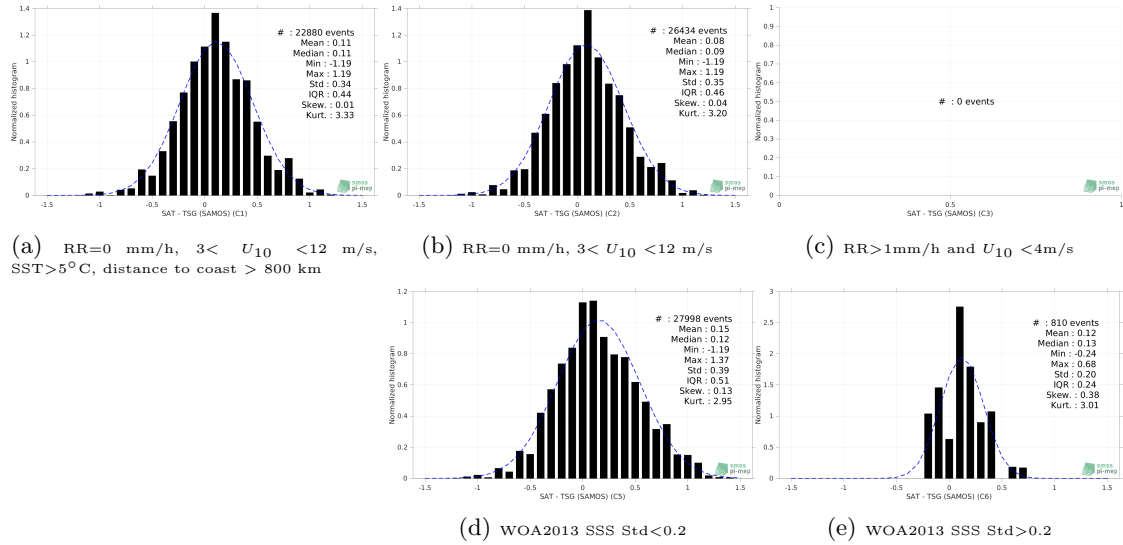 # : 22880 events
Mean : 0.11
Median : 0.11
Min : -1.19
Max : 1.19
Std : 0.34
IQR : 0.44
Skew. : 0.01
Kurt. : 3.33
Normalized histogram
0
0.2
0.4
0.6
0.8
1
1.2
1.4
-1.5
-1
-0.5
0
0.5
1
1.5
SAT - TSG (SAMOS) (C1)
smos
pi-mep
(a) RR=0 mm/h, 3< U10 <12 m/s,
SST>5°C, distance to coast > 800 km
# : 26434 events
Mean : 0.08
Median : 0.09
Min : -1.19
Max : 1.19
Std : 0.35
IQR : 0.46
Skew. : 0.04
Kurt. : 3.20
Normalized histogram
0
0.2
0.4
0.6
0.8
1
1.2
1.4
-1.5
-1
-0.5
0
0.5
1
1.5
SAT - TSG (SAMOS) (C2)
smos
pi-mep
(b) RR=0 mm/h, 3< U10 <12 m/s
# : 0 events
Normalized histogram
0
0.1
0.2
0.3
0.4
0.5
0.6
0.7
0.8
0.9
1
0
0.5
1
SAT - TSG (SAMOS) (C3)
smos
pi-mep
(c) RR>1mm/h and U10 <4m/s
# : 27998 events
Mean : 0.15
Median : 0.12
Min : -1.19
Max : 1.37
Std : 0.39
IQR : 0.51
Skew. : 0.13
Kurt. : 2.95
Normalized histogram
0
0.2
0.4
0.6
0.8
1
1.2
-1.5
-1
-0.5
0
0.5
1
1.5
SAT - TSG (SAMOS) (C5)
smos
pi-mep
(d) WOA2013 SSS Std<0.2
# : 810 events
Mean : 0.12
Median : 0.13
Min : -0.24
Max : 0.68
Std : 0.20
IQR : 0.24
Skew. : 0.38
Kurt. : 3.01
Normalized histogram
0
0.5
1
1.5
2
2.5
3
-1.5
-1
-0.5
0
0.5
1
1.5
SAT - TSG (SAMOS) (C6)
smos
pi-mep
(e) WOA2013 SSS Std>0.2